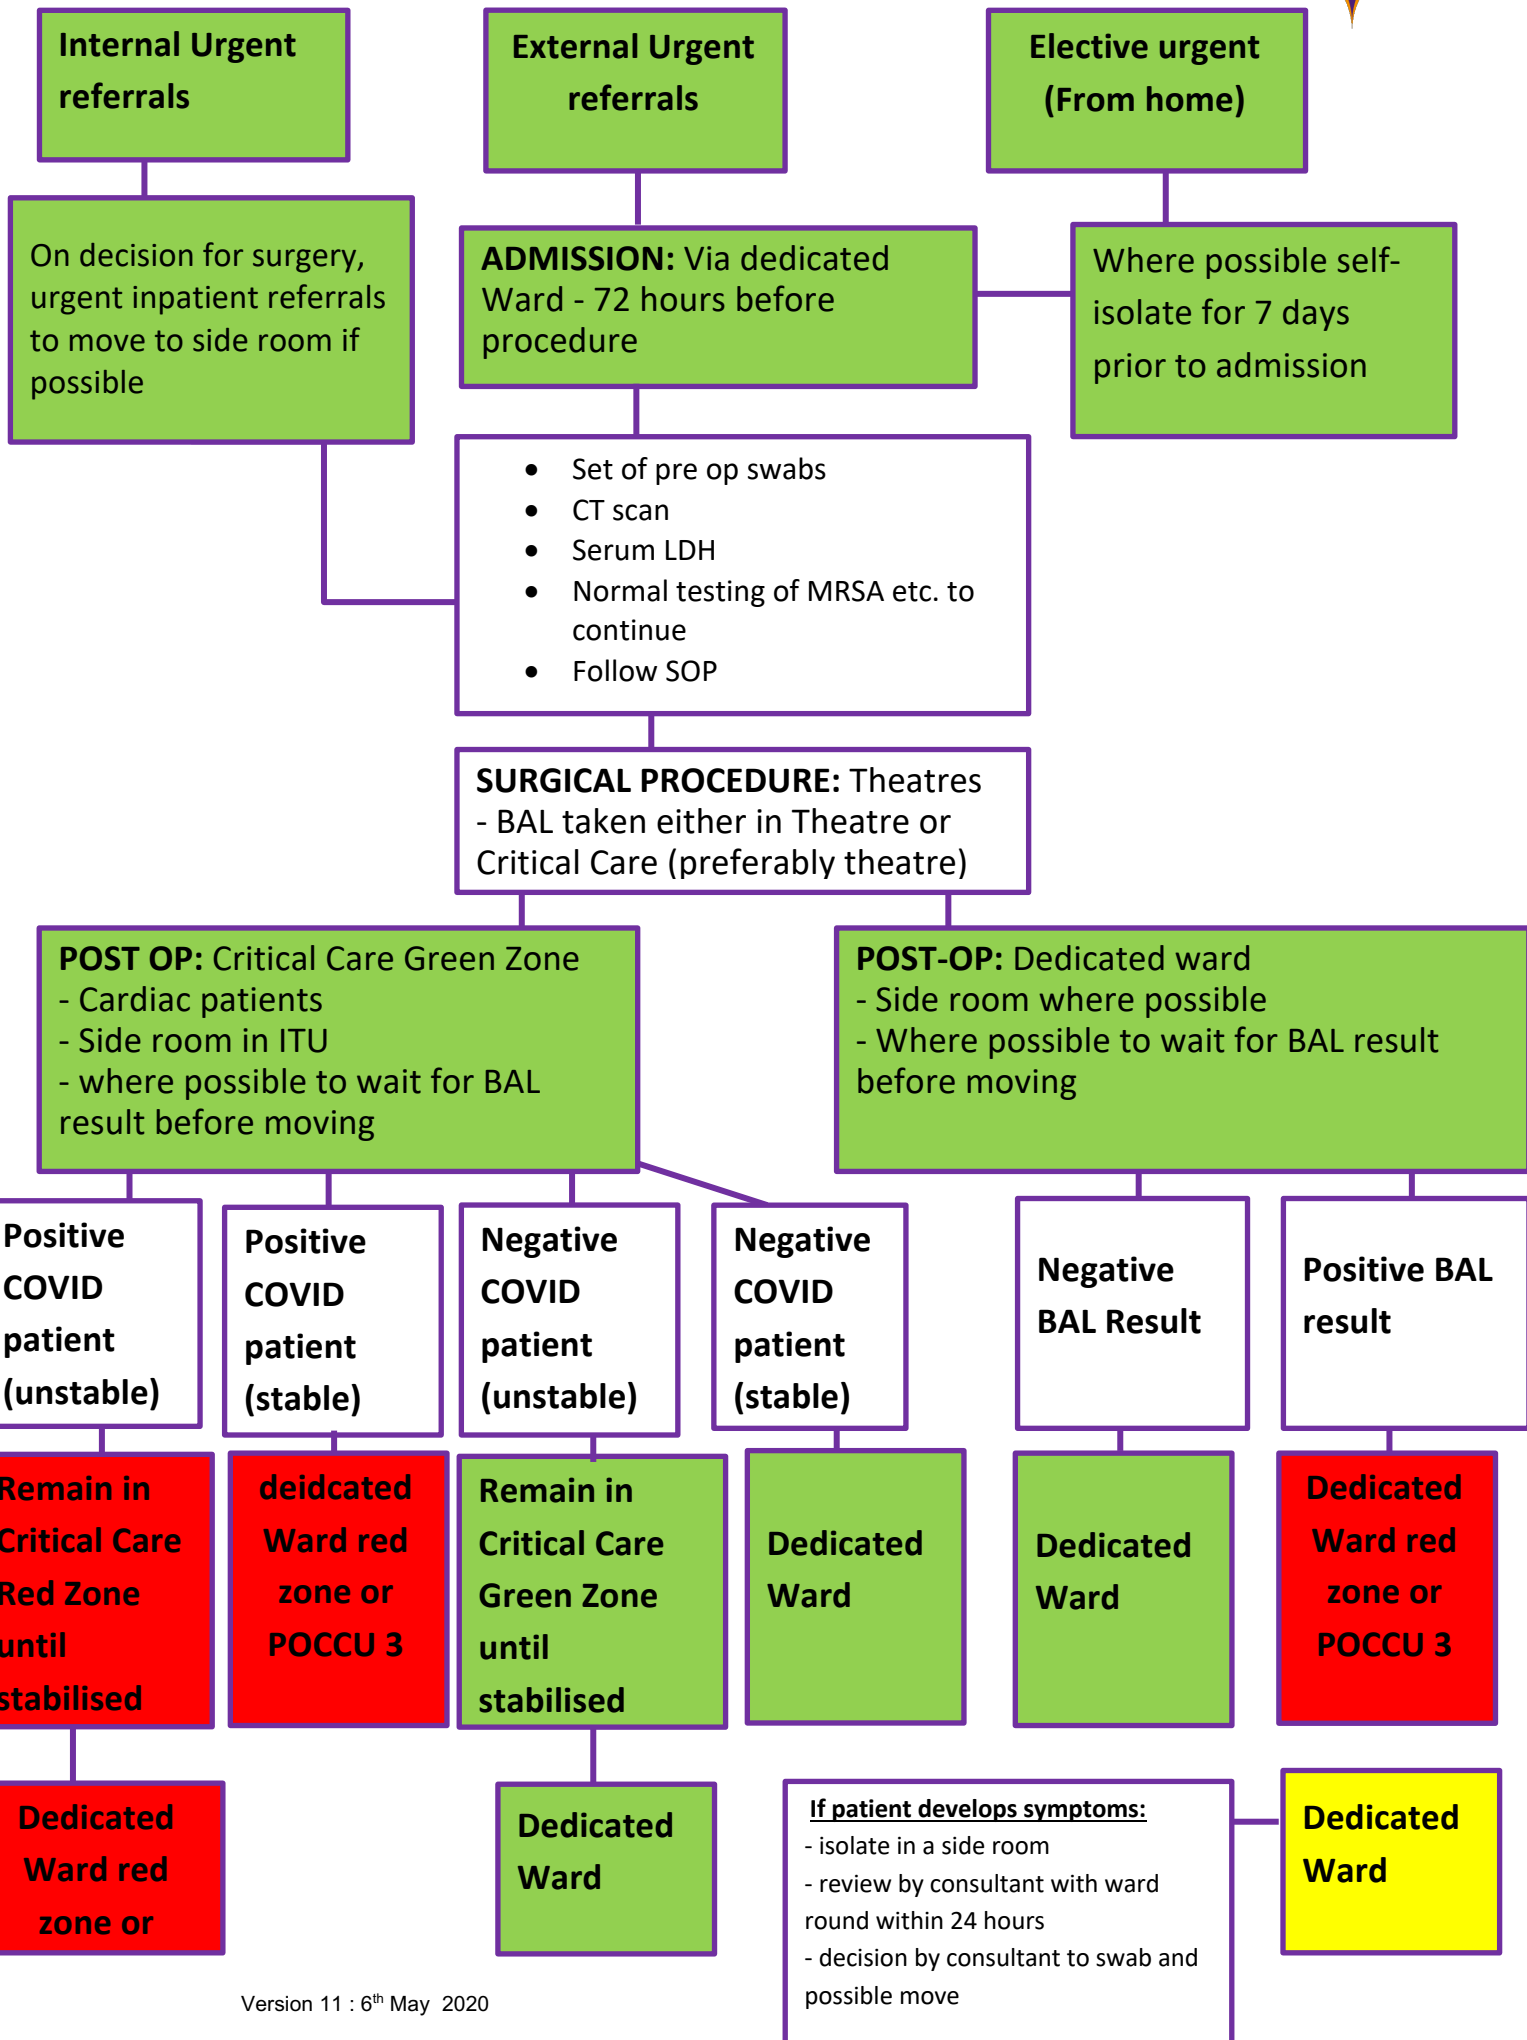 Internal Urgent
referrals
External Urgent
referrals
Elective urgent
(From home)
On decision for surgery,
urgent inpatient referrals
to move to side room if
possible
ADMISSION: Via dedicated
Ward - 72 hours before
procedure
Where possible self-
isolate for 7 days
prior to admission
• Set of pre op swabs
• CT scan
• Serum LDH
• Normal testing of MRSA etc. to
continue
• Follow SOP
SURGICAL PROCEDURE: Theatres
- BAL taken either in Theatre or
Critical Care (preferably theatre)
POST OP: Critical Care Green Zone
- Cardiac patients
- Side room in ITU
- where possible to wait for BAL
result before moving
POST-OP: Dedicated ward
- Side room where possible
- Where possible to wait for BAL result
before moving
Positive
COVID
patient
(unstable)
Positive
COVID
patient
(stable)
Negative
COVID
patient
(unstable)
Negative
COVID
patient
(stable)
Negative
BAL Result
Positive BAL
result
Remain in
Critical Care
Red Zone
until
stabilised
deidcated
Ward red
zone or
POCCU 3
Remain in
Critical Care
Green Zone
until
stabilised
Dedicated
Ward
Dedicated
Ward
Dedicated
Ward red
zone or
POCCU 3
Dedicated
Ward red
zone or
Dedicated
Ward
If patient develops symptoms:
- isolate in a side room
- review by consultant with ward
round within 24 hours
- decision by consultant to swab and
possible move
Dedicated
Ward
Version 11 : 6th May 2020